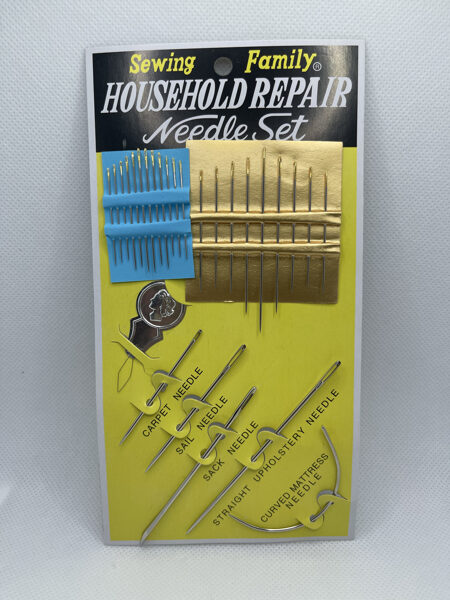 Sewing Family®
HOUSEHOLD REPAIR
Needle Set
CARPET NEEDLE
SAIL NEEDLE
SACK NEEDLE
STRAIGHT UPHOLSTERY NEEDLE
CURVED MATTRESS
NEEDLE